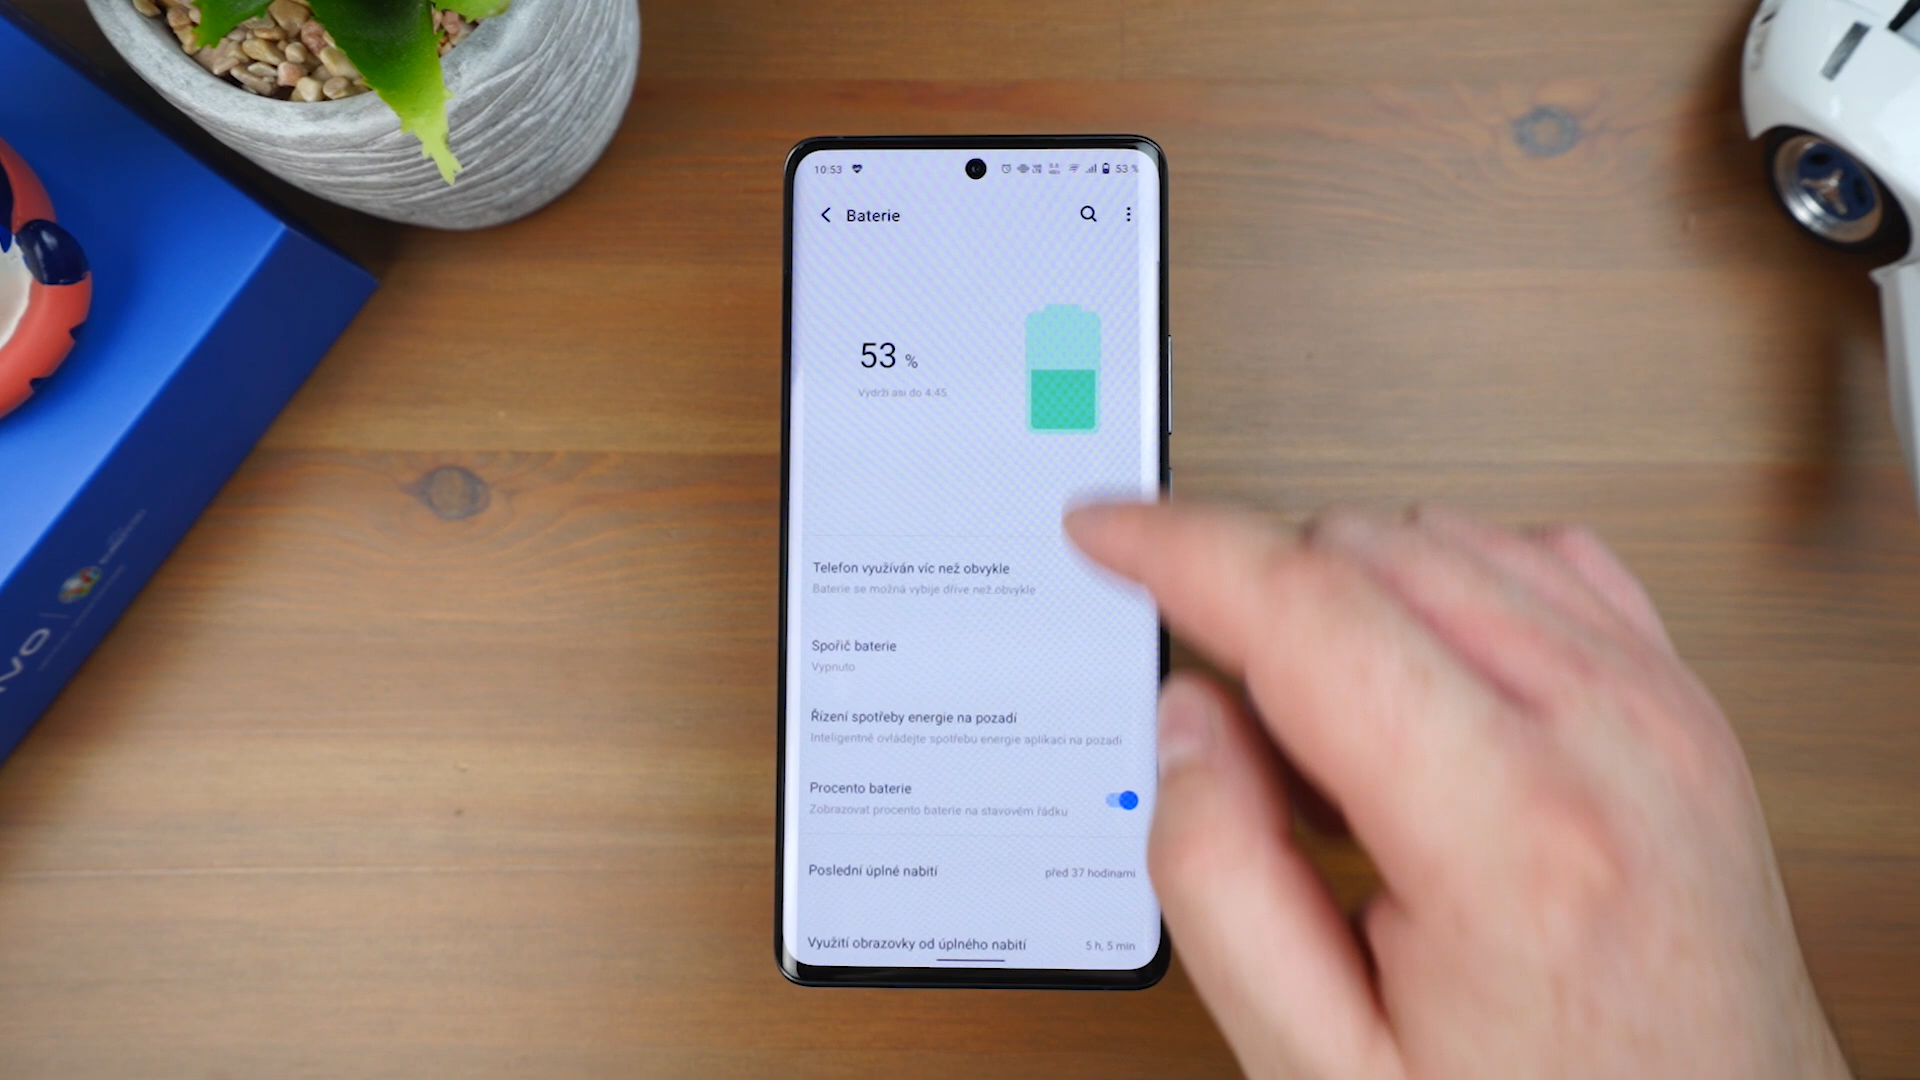 10:53
53 %
Baterie
53 %
Vydrží asi do 4:45
Telefon využíván víc než obvykle
Baterie se možná vybije dříve než obvykle
Spořič baterie
Vypnuto
Řízení spotřeby energie na pozadí
Inteligentně ovládejte spotřebu energie aplikací na pozadí
Procento baterie
Zobrazovat procento baterie na stavovém řádku
Poslední úplné nabití
před 37 hodinami
Využití obrazovky od úplného nabití
5 h, 5 min